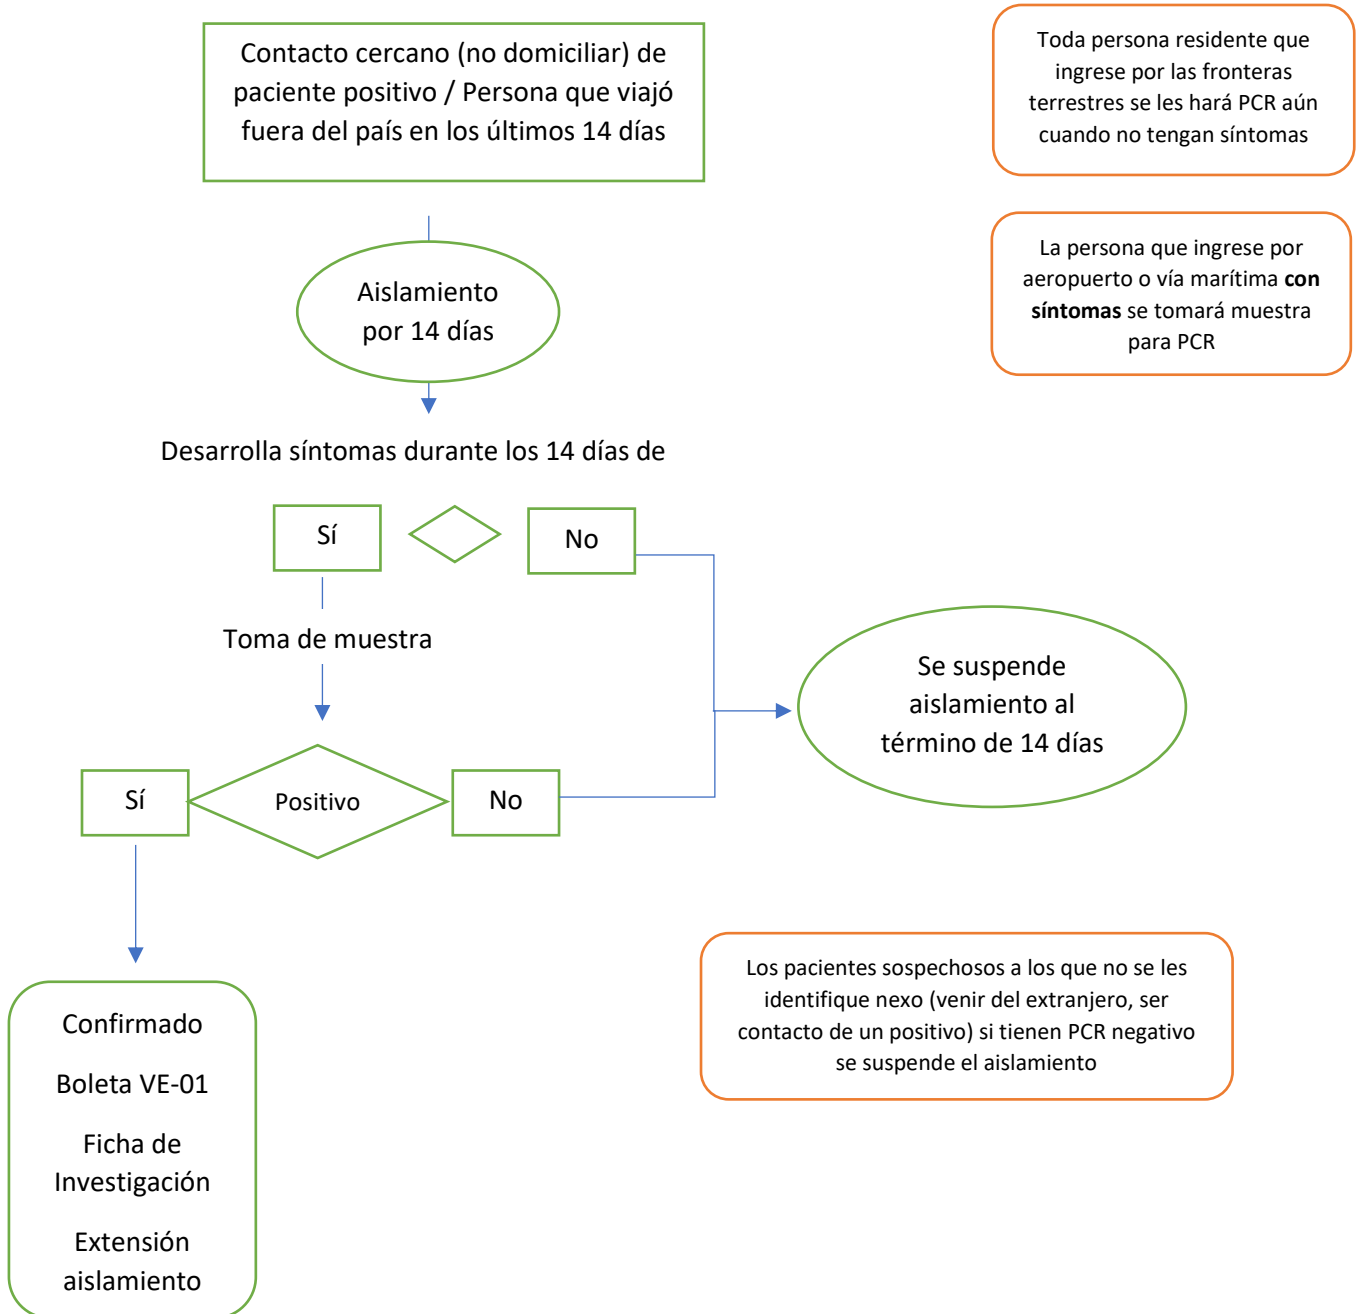 Contacto cercano (no domiciliar) de
paciente positivo / Persona que viajó
fuera del país en los últimos 14 días
Toda persona residente que
ingrese por las fronteras
terrestres se les hará PCR aún
cuando no tengan síntomas
La persona que ingrese por
aeropuerto o vía marítima con
síntomas se tomará muestra
para PCR
Aislamiento
por 14 días
Desarrolla síntomas durante los 14 días de
Sí
No
Toma de muestra
Se suspende
aislamiento al
término de 14 días
Sí
Positivo
No
Los pacientes sospechosos a los que no se les
identifique nexo (venir del extranjero, ser
contacto de un positivo) si tienen PCR negativo
se suspende el aislamiento
Confirmado
Boleta VE-01
Ficha de
Investigación
Extensión
aislamiento